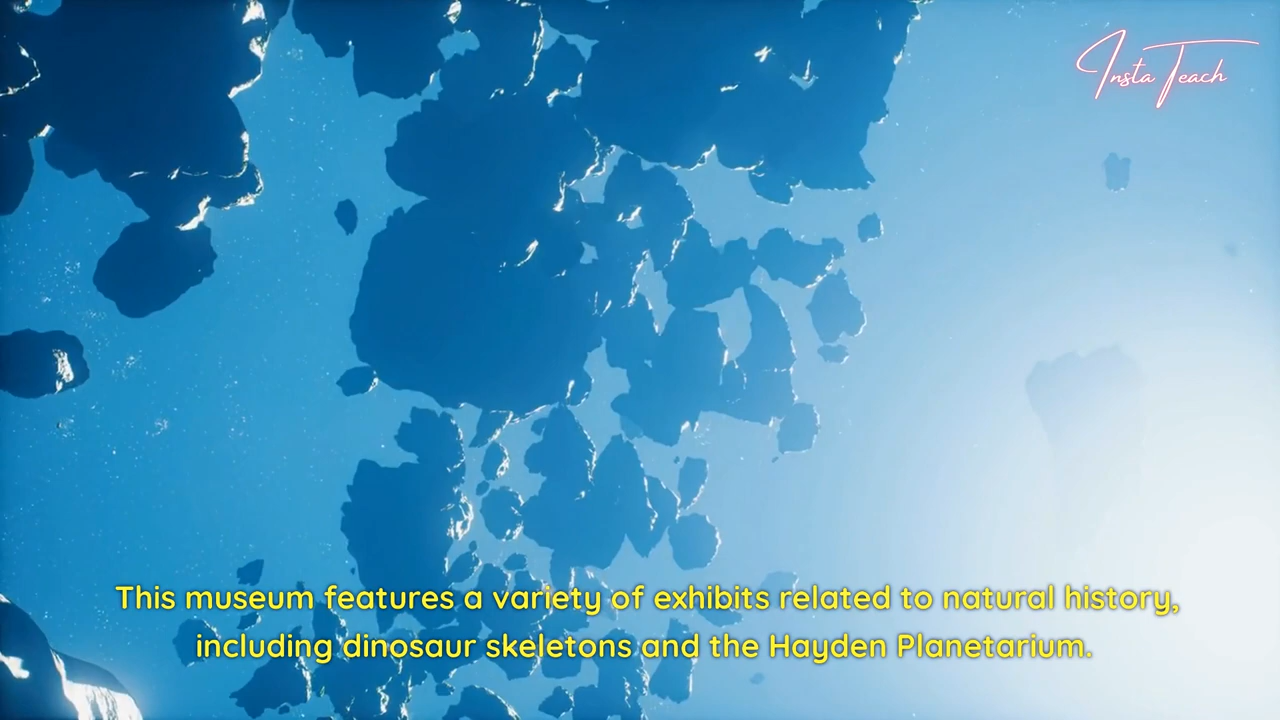 Insta Teach
This museum features a variety of exhibits related to natural history,
including dinosaur skeletons and the Hayden Planetarium.